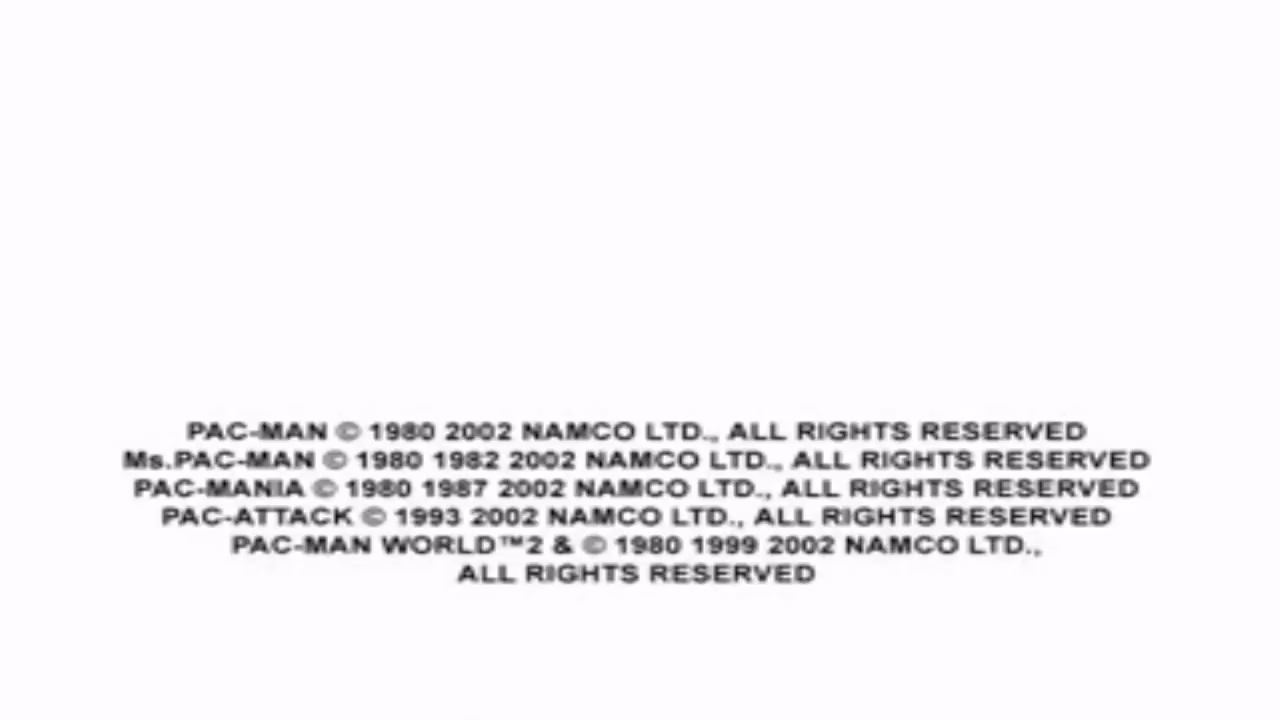 PAC-MAN © 1980 2002 NAMCO LTD., ALL RIGHTS RESERVED
Ms.PAC-MAN © 1980 1982 2002 NAMCO LTD., ALL RIGHTS RESERVED
PAC-MANIA © 1980 1987 2002 NAMCO LTD., ALL RIGHTS RESERVED
PAC-ATTACK © 1993 2002 NAMCO LTD., ALL RIGHTS RESERVED
PAC-MAN WORLD™2 & © 1980 1999 2002 NAMCO LTD.,
ALL RIGHTS RESERVED